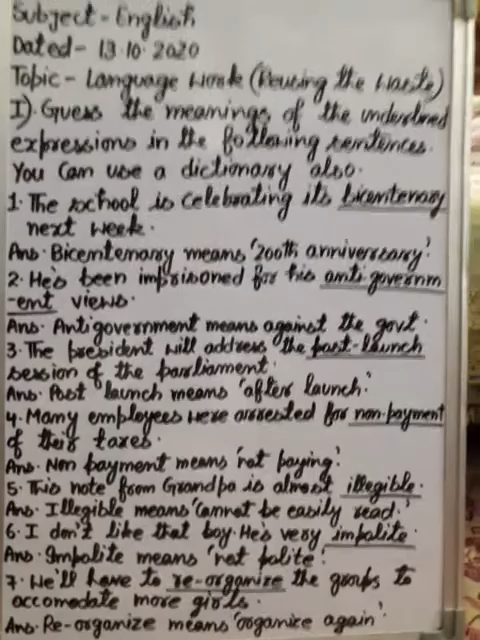 Subject - English
Dated - 13.10.2020
Topic - Language work (Reusing the Waste)
I). Guess the meanings of the underlined
expressions in the following sentences.
You Can use a dictionary also.
1. The school is celebrating its bicentenary
next week.
Ans. Bicentenary means '200th anniversary'.
2. He's been imprisoned for his anti governm
-ent views.
Ans. Antigovernment means against the govt.
3. The president will address the post-launch
session of the parliament.
Ans. Post launch means 'after launch'.
4. Many employees were arrested for non-payment
of their taxes.
Ans. Non payment means 'not paying'.
5. This note from Grandpa is almost illegible.
Ans. Illegible means 'cannot be easily read.'
6. I don't like that boy. He's very impolite.
Ans. Impolite means 'not polite'.
7. We'll have to re-organize the groups to
accomodate more girls.
Ans. Re-organize means 'organize again'.